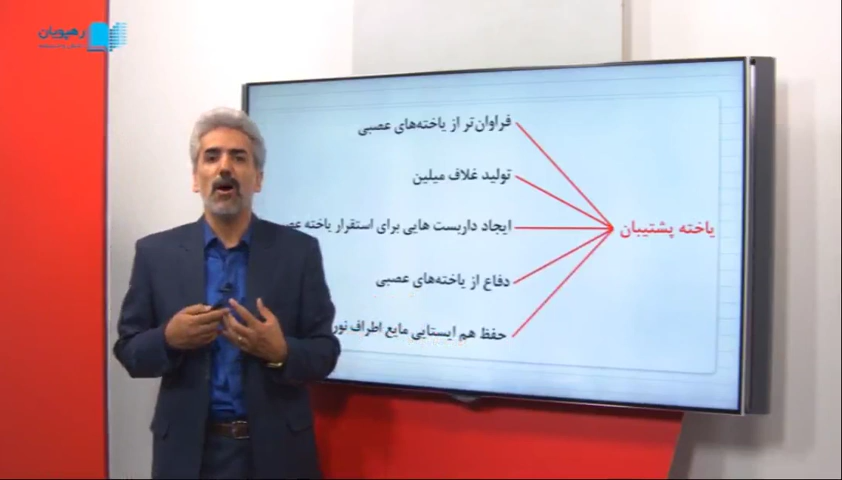 رهپویان
فراوان‌تر از یاخته‌های عصبی
تولید غلاف میلین
ایجاد داربست هایی برای استقرار یاخته
دفاع از یاخته‌های عصبی
حفظ هم ایستایی مایع اطراف
یاخته پشتیبان